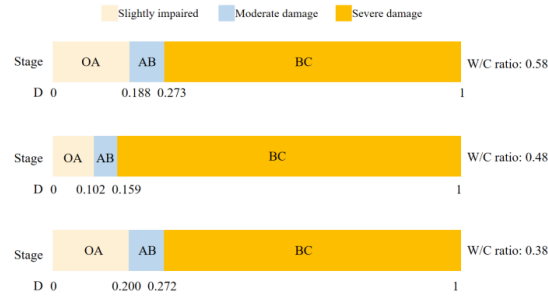 Slightly impaired Moderate damage Severe damage
Stage OA AB BC W/C ratio: 0.58
D 0 0.188 0.273 1
Stage OA AB BC W/C ratio: 0.48
D 0 0.102 0.159 1
Stage OA AB BC W/C ratio: 0.38
D 0 0.200 0.272 1